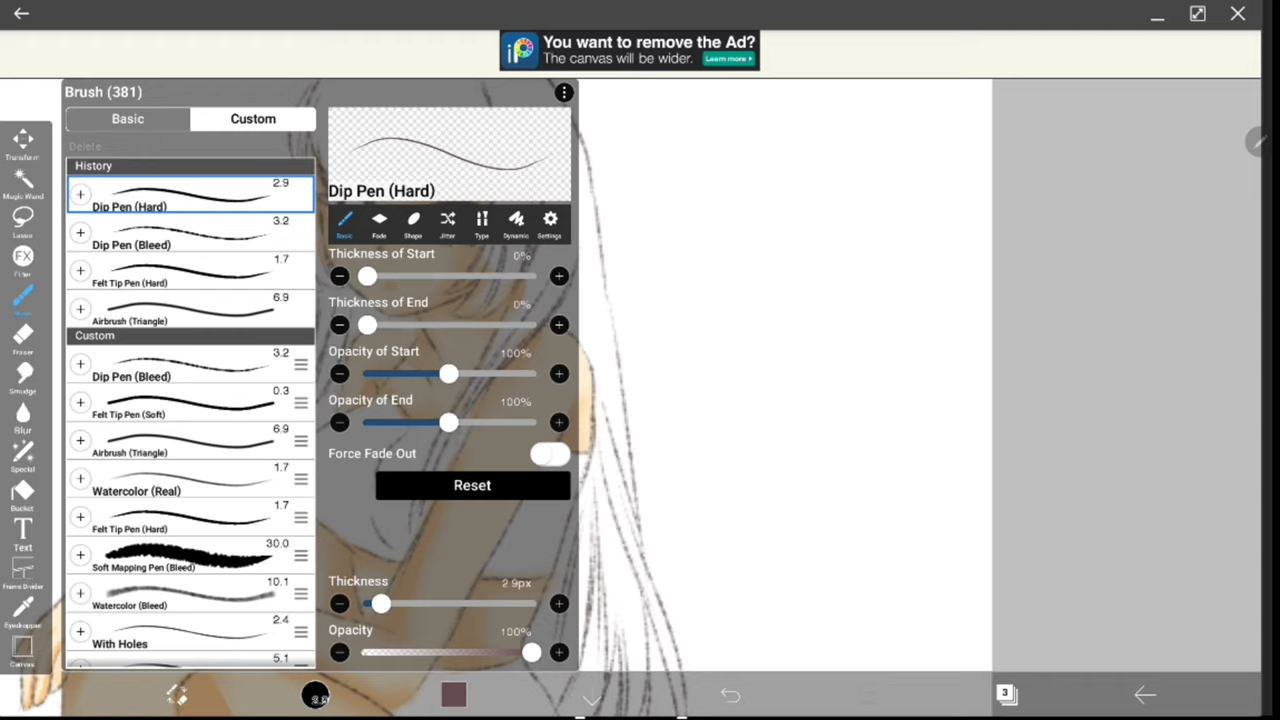 You want to remove the Ad?
The canvas will be wider. Learn more
iP
Brush (381)
Basic
Custom
Delete
History
2.9
Dip Pen (Hard)
3.2
Dip Pen (Bleed)
1.7
Felt Tip Pen (Hard)
6.9
Airbrush (Triangle)
Custom
3.2
Dip Pen (Bleed)
0.3
Felt Tip Pen (Soft)
6.9
Airbrush (Triangle)
1.7
Watercolor (Real)
1.7
Felt Tip Pen (Hard)
30.0
Soft Mapping Pen (Bleed)
10.1
Watercolor (Bleed)
2.4
With Holes
5.1
Dip Pen (Hard)
Basic
Fade
Shape
Jitter
Type
Dynamic
Settings
Thickness of Start 0%
Thickness of End 0%
Opacity of Start 100%
Opacity of End 100%
Force Fade Out
Reset
Thickness 2.9px
Opacity 100%
Transform
Magic Wand
Lasso
FX
Filter
Eraser
Smudge
Blur
Special
Bucket
T
Text
Frame Divider
Eyedropper
Canvas
3